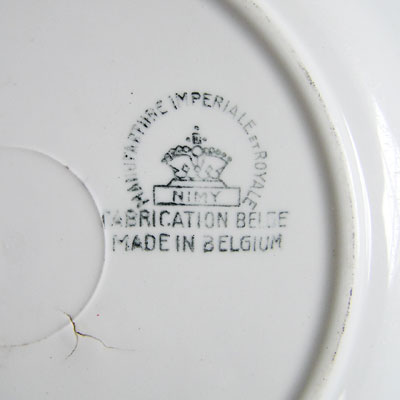 MANUFACTURE IMPERIALE ET ROYALE
NIMY
FABRICATION BELGE
MADE IN BELGIUM